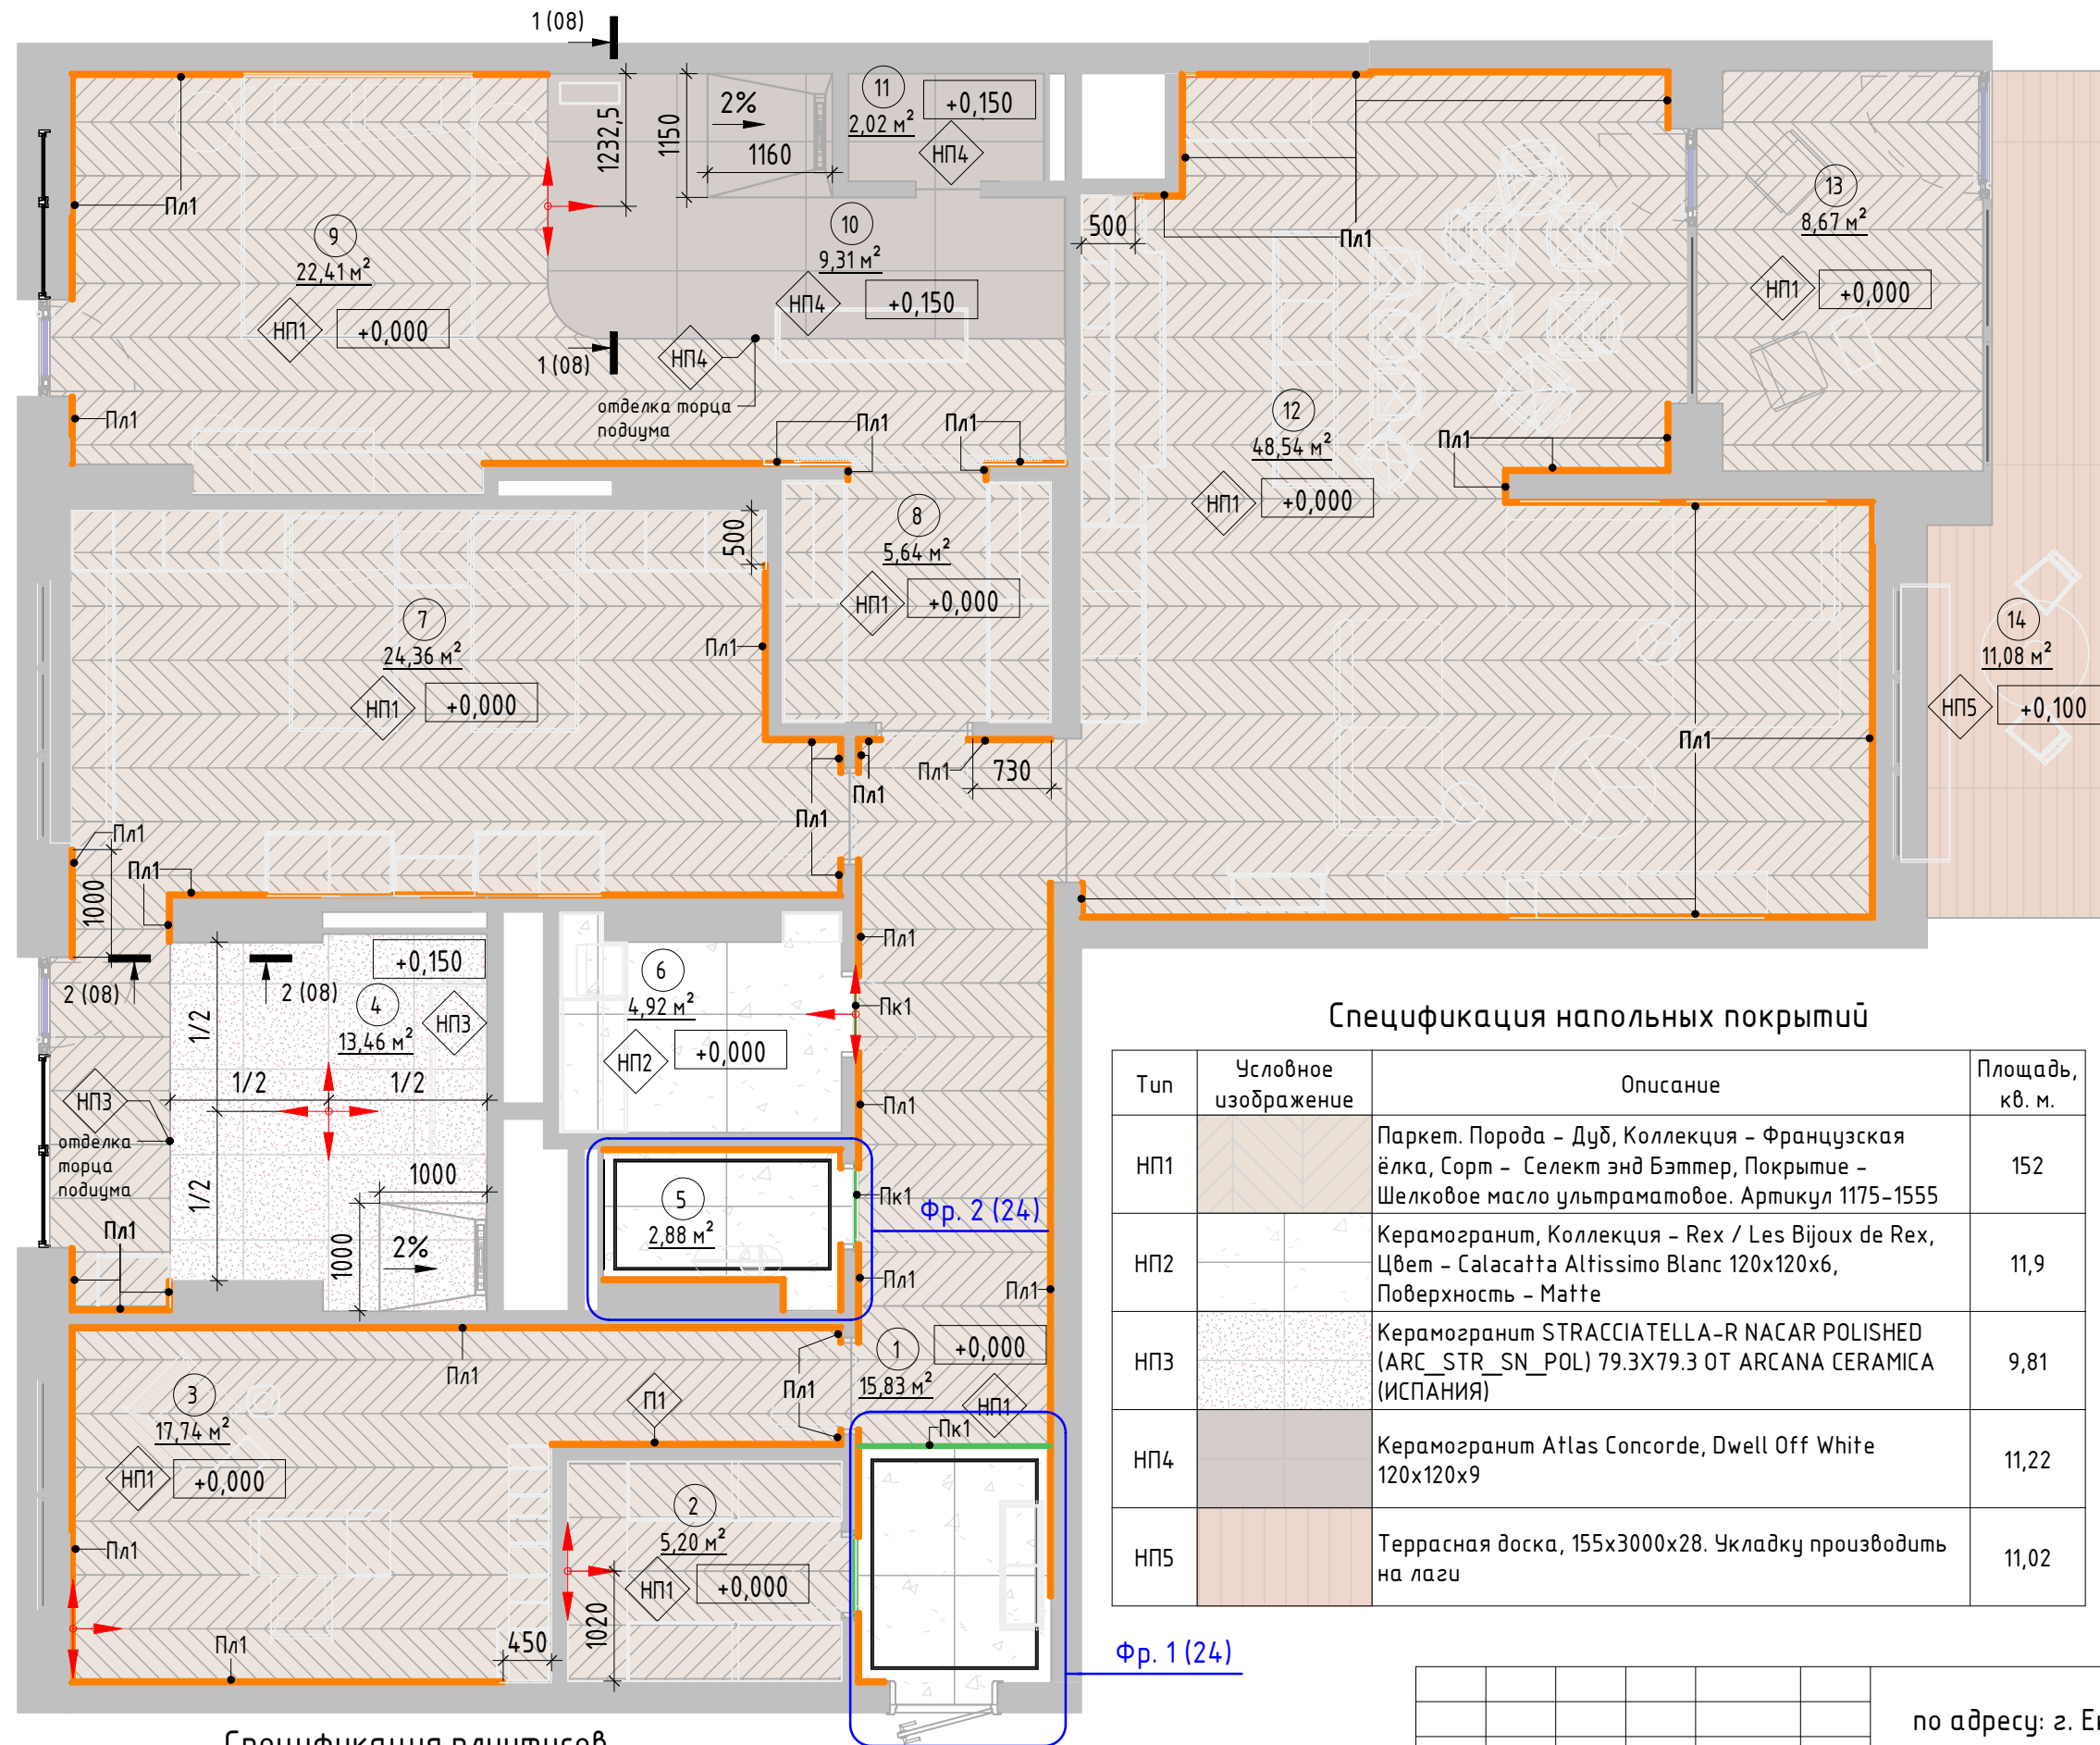 1 (08)
1232,5
1150
2%
1160
11
2,02 м²
+0,150
НП4
Пл1
9
22,41 м²
НП1
+0,000
10
9,31 м²
НП4
+0,150
500
Пл1
13
8,67 м²
НП1
+0,000
1 (08)
НП4
отделка торца
подиума
Пл1
Пл1
Пл1
12
48,54 м²
НП1
+0,000
Пл1
500
8
5,64 м²
НП1
+0,000
7
24,36 м²
НП1
+0,000
Пл1
14
11,08 м²
НП5
+0,100
Пл1
Пл1
730
Пл1
Пл1
Пл1
Пл1
1000
Пл1
+0,150
2 (08)
2 (08)
4
13,46 м²
НП3
1/2
1/2
1/2
НП3
отделка
торца
подиума
1/2
1000
1000
2%
Пл1
6
4,92 м²
НП2
+0,000
Пк1
Пл1
5
2,88 м²
Пк1
Фр. 2 (24)
Пл1
Пл1
Пл1
1
15,83 м²
+0,000
НП1
Пл1
3
17,74 м²
НП1
+0,000
П1
Пк1
2
5,20 м²
НП1
+0,000
Пл1
Пл1
450
1020
Фр. 1 (24)
Спецификация напольных покрытий
Тип
Условное
изображение
Описание
Площадь,
кв. м.
НП1
Паркет. Порода - Дуб, Коллекция - Французская
ёлка, Сорт - Селект энд Бэттер, Покрытие -
Шелковое масло ультраматовое. Артикул 1175-1555
152
НП2
Керамогранит, Коллекция - Rex / Les Bijoux de Rex,
Цвет - Calacatta Altissimo Blanc 120x120x6,
Поверхность - Matte
11,9
НП3
Керамогранит STRACCIATELLA-R NACAR POLISHED
(ARC_STR_SN_POL) 79.3X79.3 ОТ ARCANA CERAMICA
(ИСПАНИЯ)
9,81
НП4
Керамогранит Atlas Concorde, Dwell Off White
120x120x9
11,22
НП5
Террасная доска, 155х3000х28. Укладку производить
на лаги
11,02
Спецификация плинтусов
по адресу: г. Е